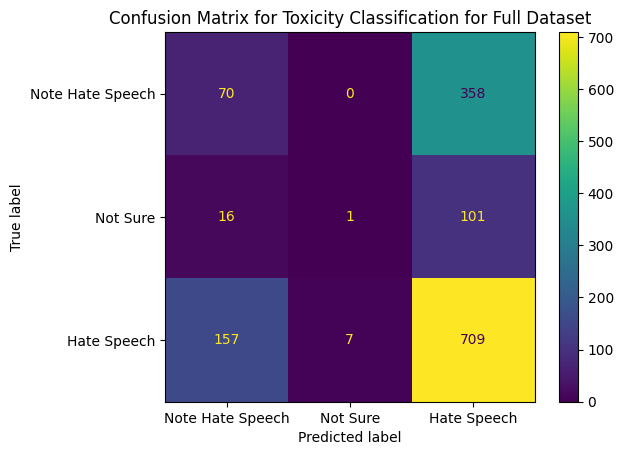 Confusion Matrix for Toxicity Classification for Full Dataset
Note Hate Speech 70 0 358
Not Sure 16 1 101
Hate Speech 157 7 709
Note Hate Speech Not Sure Hate Speech
Predicted label
True label
700
600
500
400
300
200
100
0